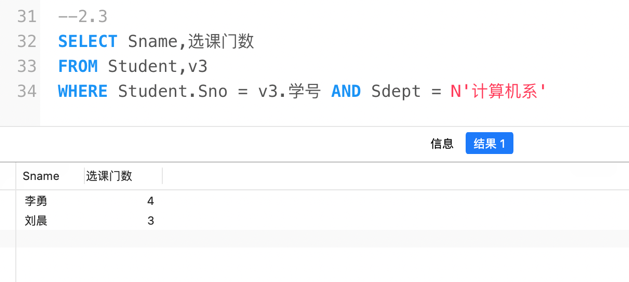 31 --2.3
32 SELECT Sname,选课门数
33 FROM Student,v3
34 WHERE Student.Sno = v3.学号 AND Sdept = N'计算机系'
信息 结果 1
Sname 选课门数
李勇 4
刘晨 3